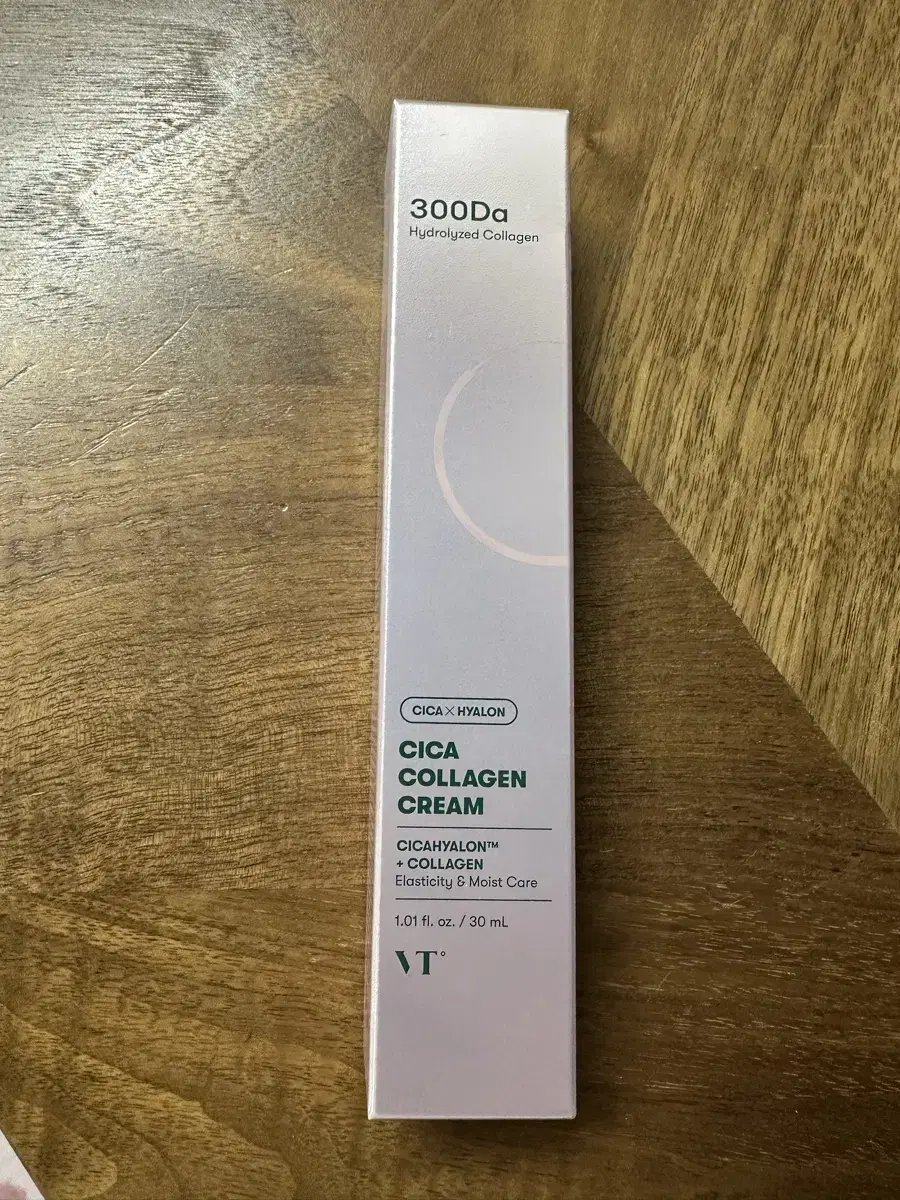 300Da
Hydrolyzed Collagen
CICA×HYALON
CICA
COLLAGEN
CREAM
CICAHYALON™
+ COLLAGEN
Elasticity & Moist Care
1.01 fl. oz. / 30 mL
VT°